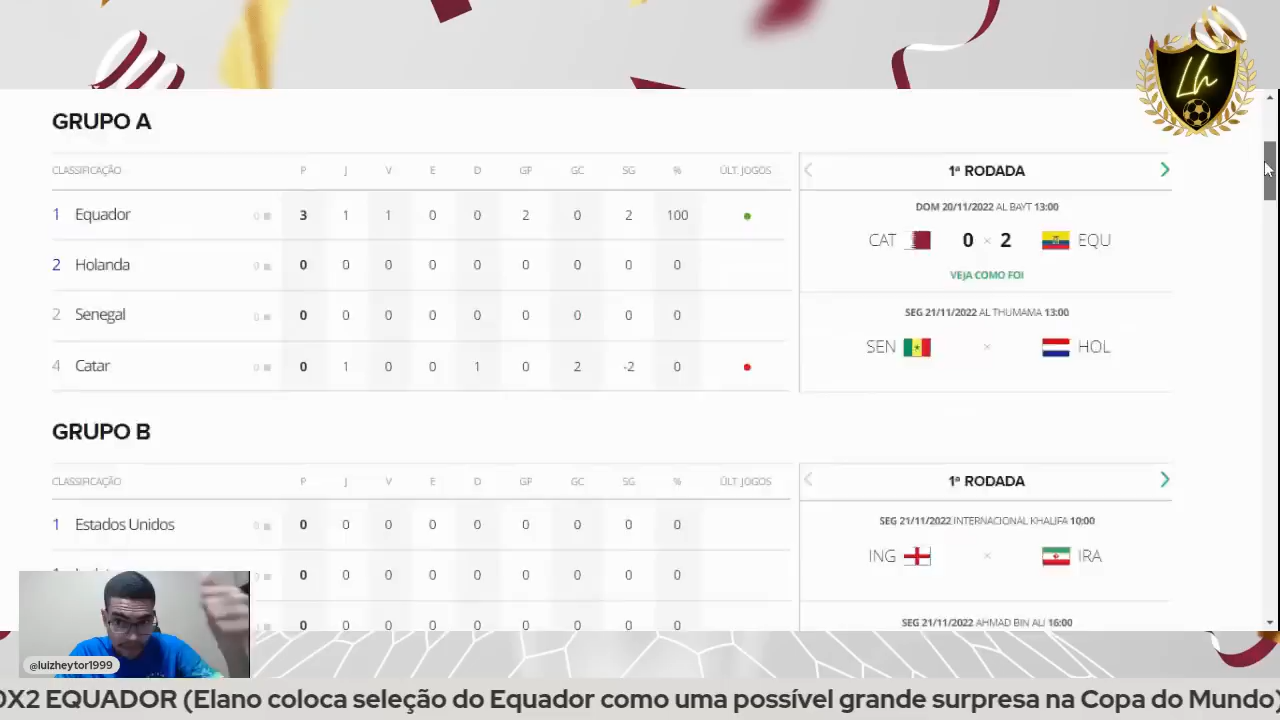 Lh
GRUPO A
CLASSIFICAÇÃO P J V E D GP GC SG % ÚLT. JOGOS
1 Equador 0 3 1 1 0 0 2 0 2 100
2 Holanda 0 0 0 0 0 0 0 0 0 0
2 Senegal 0 0 0 0 0 0 0 0 0 0
4 Catar 0 0 1 0 0 1 0 2 -2 0
1ª RODADA
DOM 20/11/2022 AL BAYT 13:00
CAT 0 × 2 EQU
VEJA COMO FOI
SEG 21/11/2022 AL THUMAMA 13:00
SEN × HOL
GRUPO B
CLASSIFICAÇÃO P J V E D GP GC SG % ÚLT. JOGOS
1 Estados Unidos 0 0 0 0 0 0 0 0 0 0
0 0 0 0 0 0 0 0 0 0
0 0 0 0 0 0 0 0 0
1ª RODADA
SEG 21/11/2022 INTERNACIONAL KHALIFA 10:00
ING × IRA
SEG 21/11/2022 AHMAD BIN ALI 16:00
@luizheytor1999
0X2 EQUADOR (Elano coloca seleção do Equador como uma possível grande surpresa na Copa do Mundo)